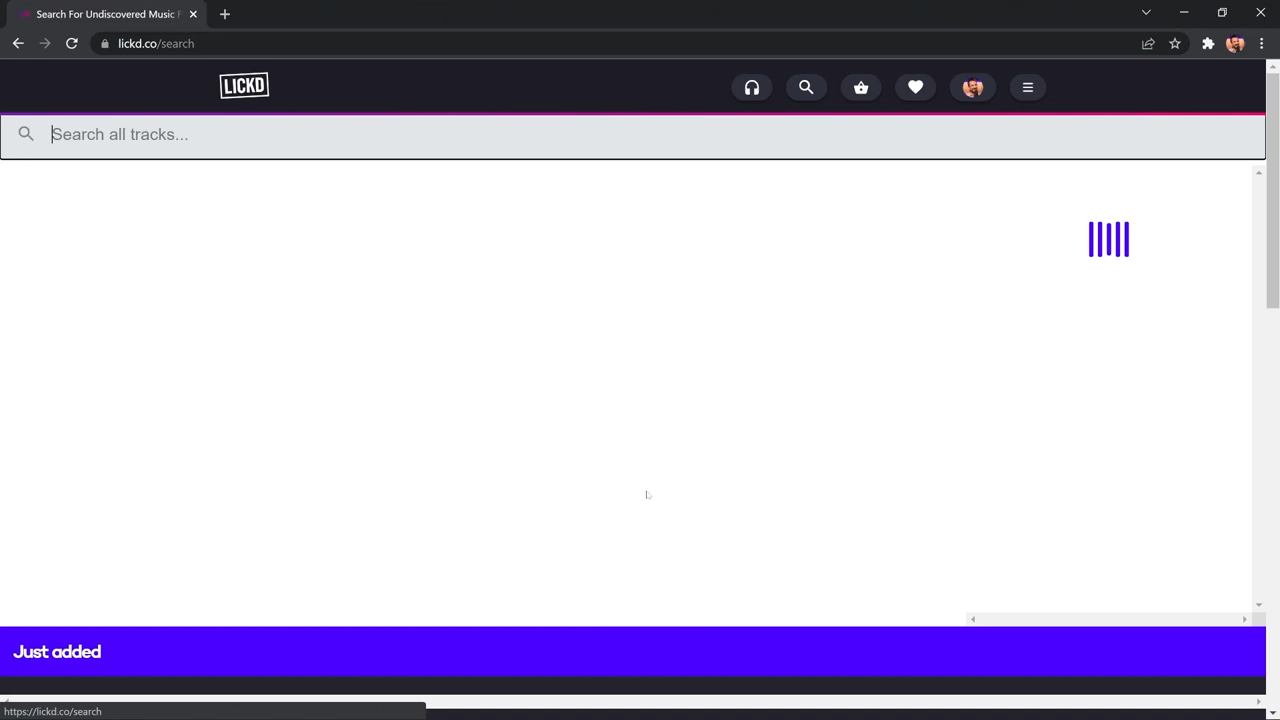 Search For Undiscovered Music
lickd.co/search
LICKD
Search all tracks...
Just added
https://lickd.co/search